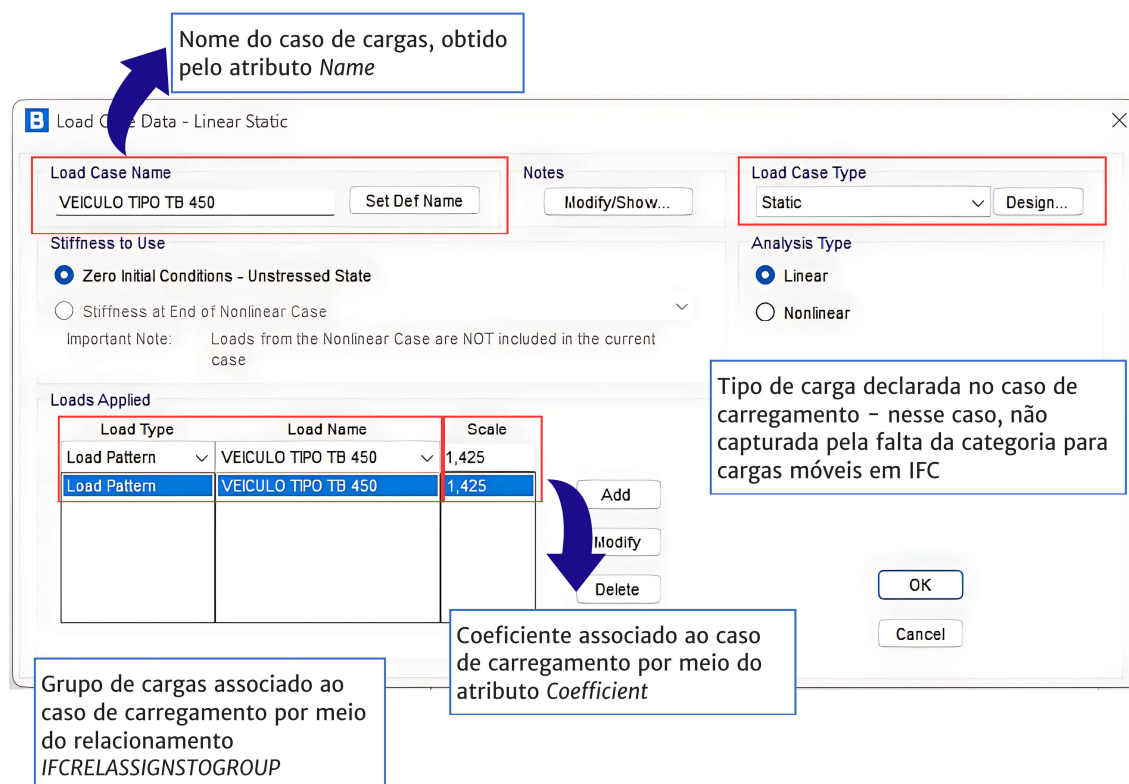 Nome do caso de cargas, obtido
pelo atributo Name
B Load C e Data - Linear Static
Load Case Name
VEICULO TIPO TB 450
Set Def Name
Notes
Modify/Show...
Load Case Type
Static
Design...
Stiffness to Use
Zero Initial Conditions - Unstressed State
Stiffness at End of Nonlinear Case
Important Note: Loads from the Nonlinear Case are NOT included in the current
case
Analysis Type
Linear
Nonlinear
Tipo de carga declarada no caso de
carregamento - nesse caso, não
capturada pela falta da categoria para
cargas móveis em IFC
Loads Applied
Load Type Load Name Scale
Load Pattern VEICULO TIPO TB 450 1,425
Load Pattern VEICULO TIPO TB 450 1,425
Add
Modify
Delete
OK
Cancel
Coeficiente associado ao caso
de carregamento por meio do
atributo Coefficient
Grupo de cargas associado ao
caso de carregamento por meio
do relacionamento
IFCRELASSIGNSTOGROUP